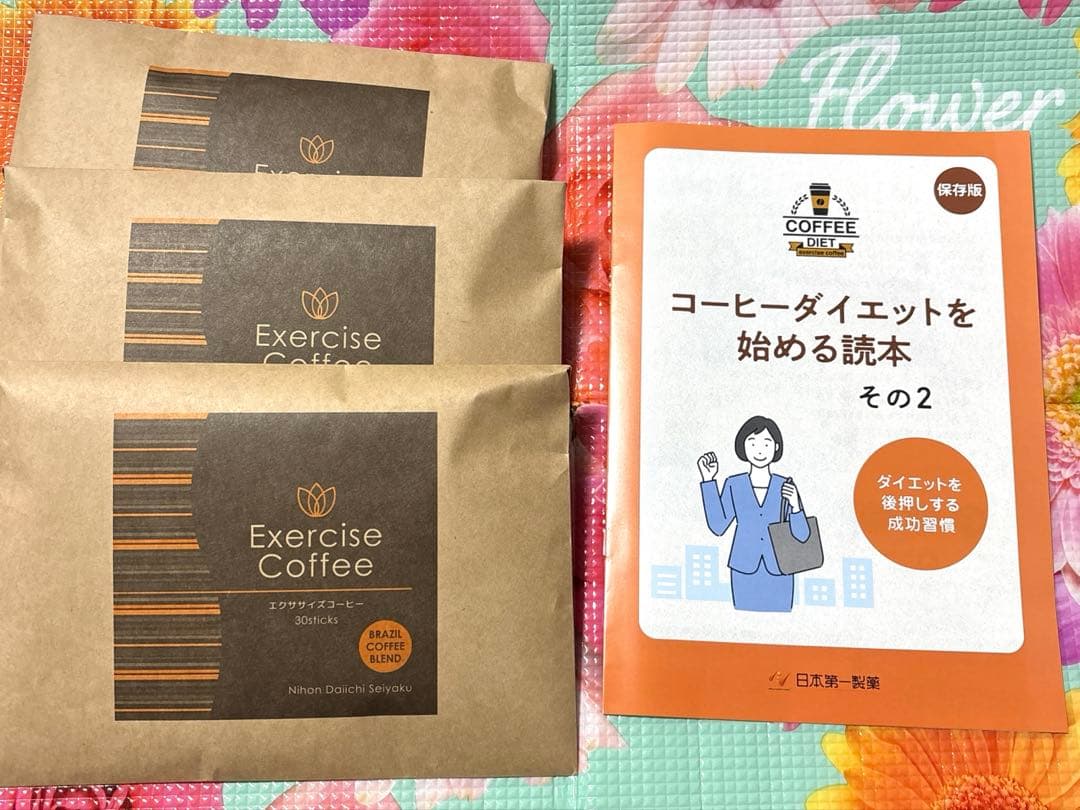 Exercise
Exercise
Coffee
Exercise
Coffee
エクササイズコーヒー
30sticks
BRAZIL
COFFEE
BLEND
Nihon Daiichi Seiyaku
Flower
保存版
COFFEE
DIET
exercise coffee
コーヒーダイエットを
始める読本
その2
ダイエットを
後押しする
成功習慣
日本第一製薬